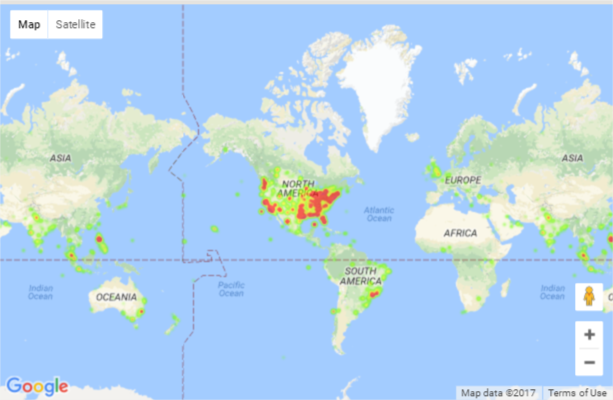 Map Satellite
ASIA
NORTH
AMERICA
EUROPE
ASIA
Atlantic
Ocean
AFRICA
Indian
Ocean
OCEANIA
Pacific
Ocean
SOUTH
AMERICA
Indian
Ocean
O
+
−
Google
Map data ©2017 Terms of Use